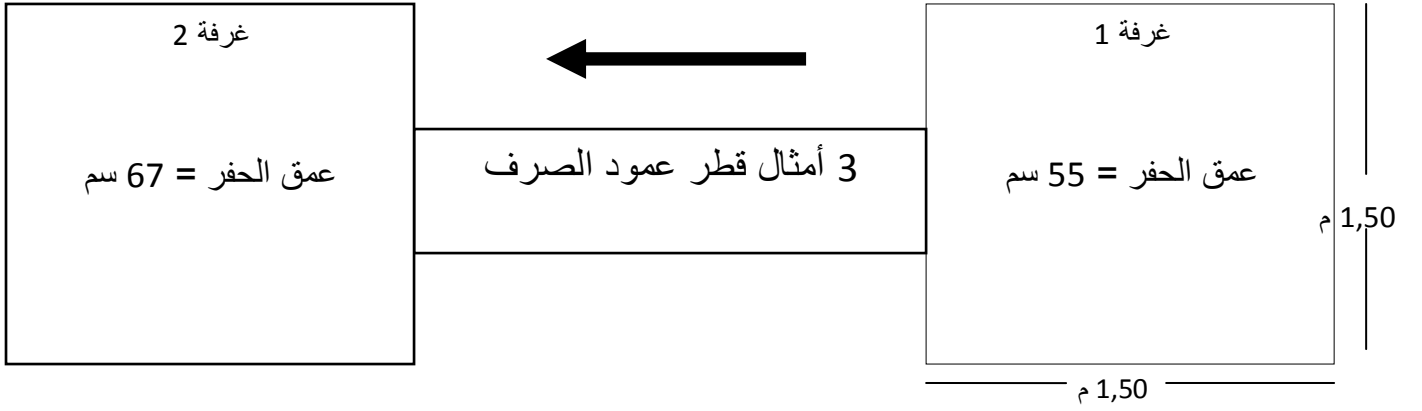 غرفة 1
عمق الحفر = 55 سم
1,50 م
1,50 م
3 أمثال قطر عمود الصرف
غرفة 2
عمق الحفر = 67 سم